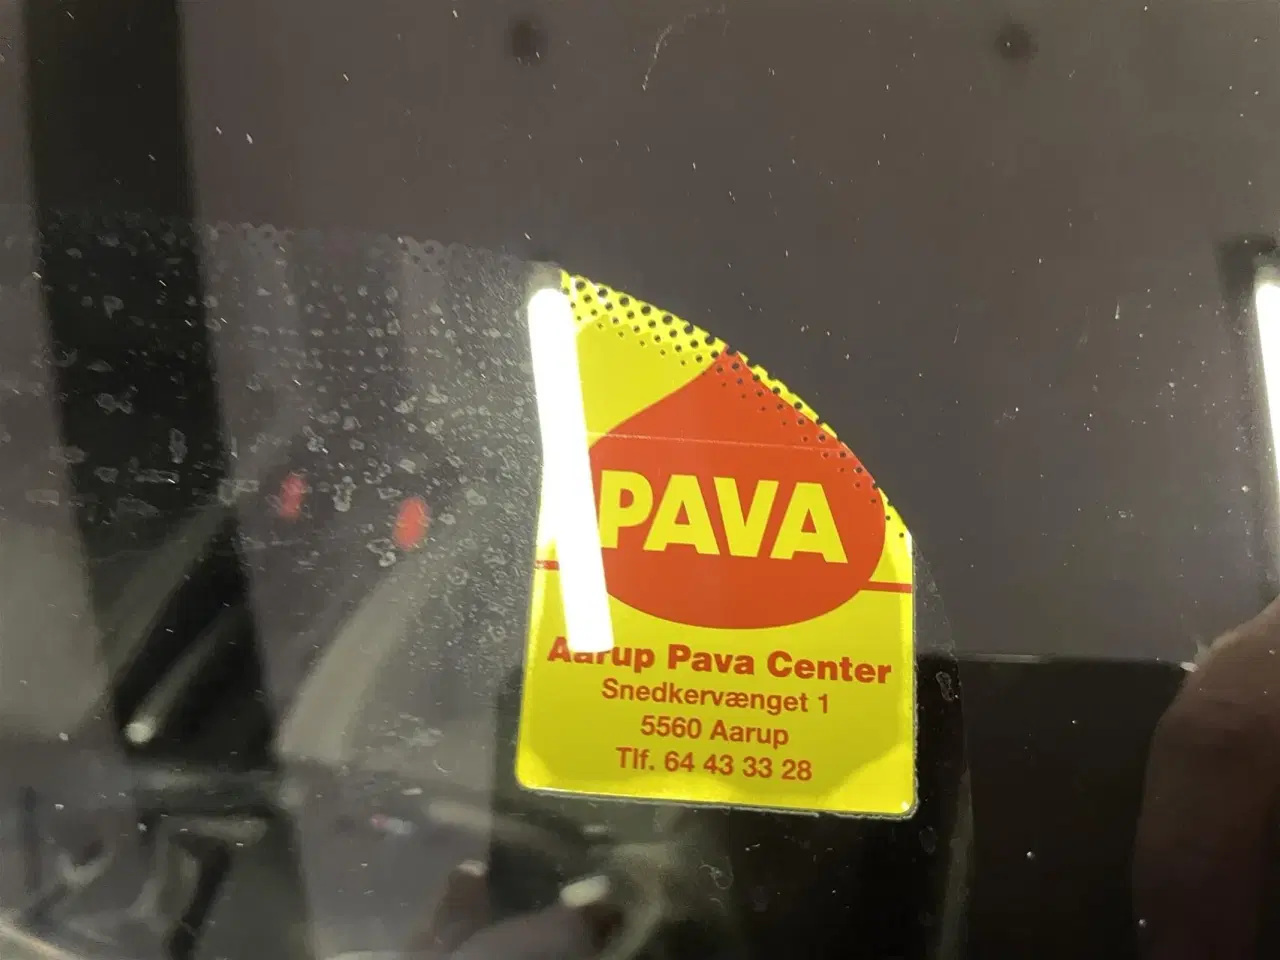 PAVA
Aarup Pava Center
Snedkervænget 1
5560 Aarup
Tlf. 64 43 33 28